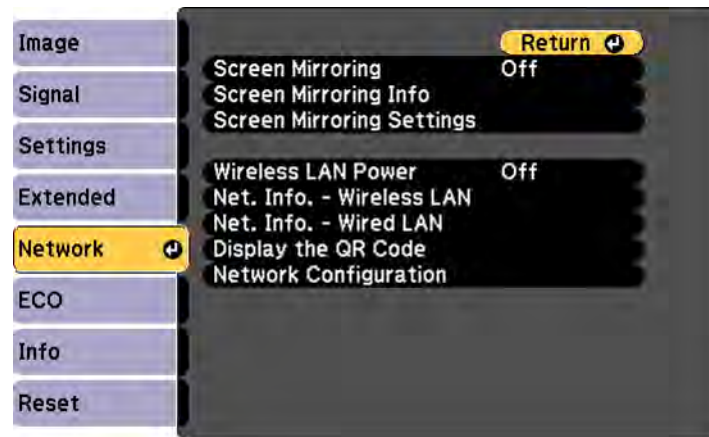 Image
Signal
Settings
Extended
Network
ECO
Info
Reset
Return
Screen Mirroring Off
Screen Mirroring Info
Screen Mirroring Settings
Wireless LAN Power Off
Net. Info. - Wireless LAN
Net. Info. - Wired LAN
Display the QR Code
Network Configuration